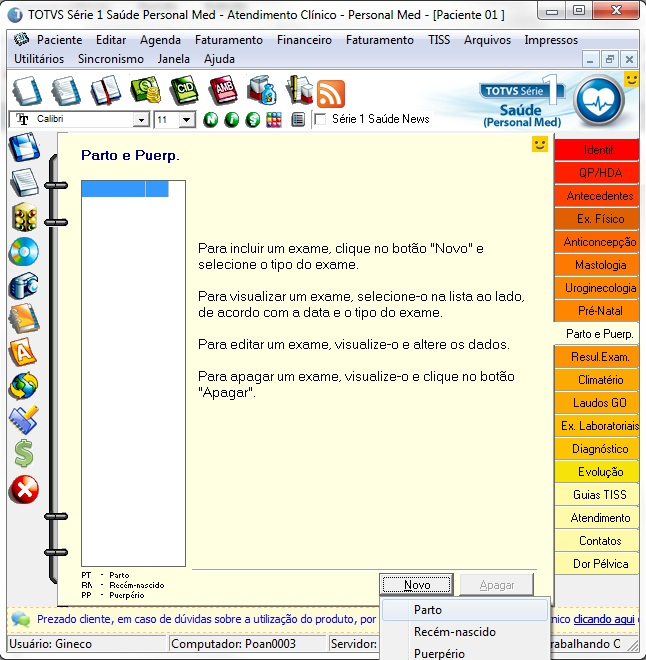 TOTVS Série 1 Saúde Personal Med - Atendimento Clínico - Personal Med - [Paciente 01 ]
Paciente Editar Agenda Faturamento Financeiro Faturamento TISS Arquivos Impressos
Utilitários Sincronismo Janela Ajuda
CID
AMB
TOTVS Série 1
Saúde
(Personal Med)
Calibri 11 N F S Série 1 Saúde News
Parto e Puerp.
Para incluir um exame, clique no botão "Novo" e
selecione o tipo do exame.
Para visualizar um exame, selecione-o na lista ao lado,
de acordo com a data e o tipo do exame.
Para editar um exame, visualize-o e altere os dados.
Para apagar um exame, visualize-o e clique no botão
"Apagar".
Identif.
QP/HDA
Antecedentes
Ex. Físico
Anticoncepção
Mastologia
Uroginecologia
Pré-Natal
Parto e Puerp.
Resul.Exam.
Climatério
Laudos GO
Ex. Laboratoriais
Diagnóstico
Evolução
Guias TISS
Atendimento
Contatos
Dor Pélvica
PT - Parto
RN - Recém-nascido
PP - Puerpério
Novo Apagar
Parto
Recém-nascido
Puerpério
Prezado cliente, em caso de dúvidas sobre a utilização do produto, por nico clicando aqui
Usuário: Gineco Computador: Poan0003 Servidor: rabalhando C